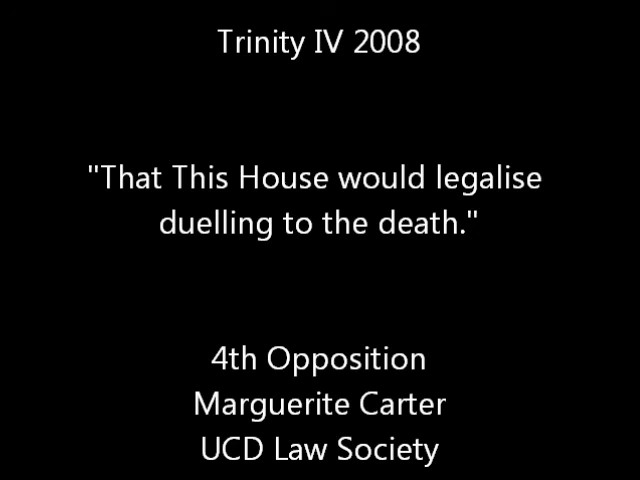 Trinity IV 2008
"That This House would legalise
duelling to the death."
4th Opposition
Marguerite Carter
UCD Law Society